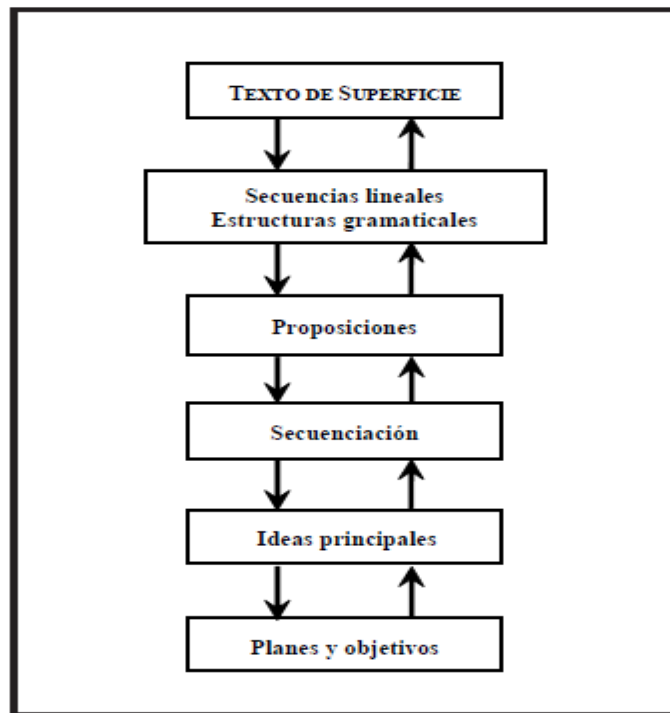 TEXTO DE SUPERFICIE
Secuencias lineales
Estructuras gramaticales
Proposiciones
Secuenciación
Ideas principales
Planes y objetivos